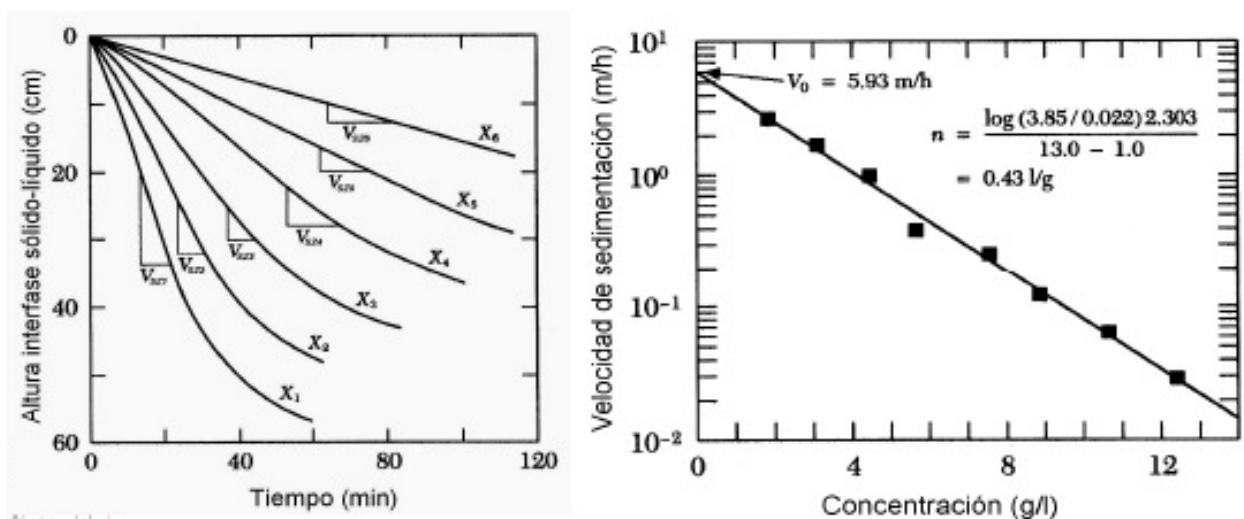 0
20
40
60
Altura interfase sólido-líquido (cm)
X₆
X₅
X₄
X₃
X₂
X₁
0
40
80
120
Tiempo (min)
10¹
10⁰
10⁻¹
10⁻²
Velocidad de sedimentación (m/h)
V₀ = 5.93 m/h
n = log (3.85 / 0.022) 2.303
13.0 − 1.0
= 0.43 l/g
0
4
8
12
Concentración (g/l)